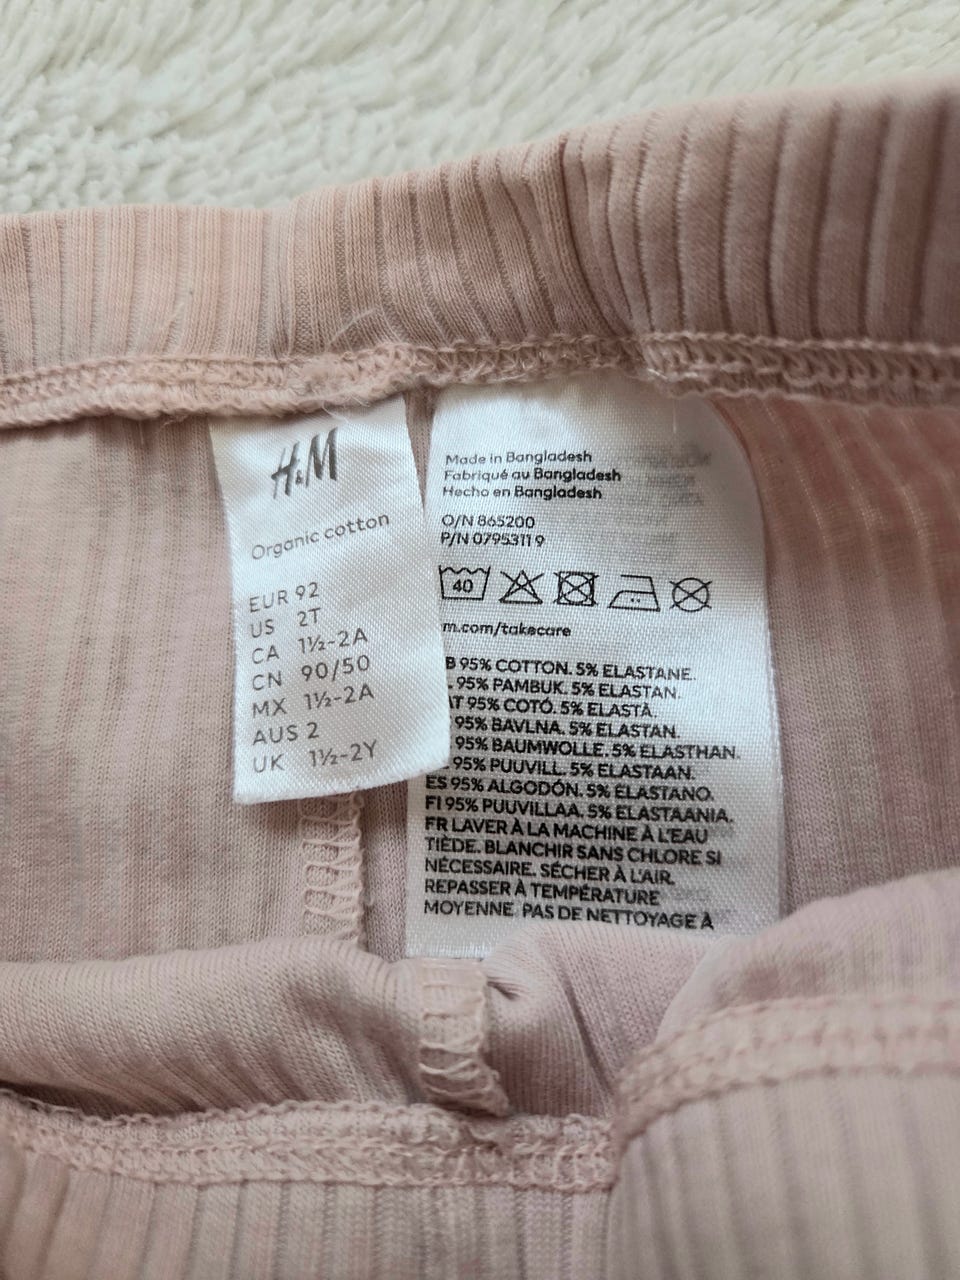 H&M
Organic cotton
EUR 92
US 2T
CA 1½-2A
CN 90/50
MX 1½-2A
AUS 2
UK 1½-2Y
Made in Bangladesh
Fabriqué au Bangladesh
Hecho en Bangladesh
O/N 865200
P/N 0795311 9
40
m.com/takecare
B 95% COTTON. 5% ELASTANE.
. 95% PAMBUK. 5% ELASTAN.
AT 95% COTÓ. 5% ELASTÀ.
95% BAVLNA. 5% ELASTAN.
95% BAUMWOLLE. 5% ELASTHAN.
95% PUUVILL. 5% ELASTAAN.
ES 95% ALGODÓN. 5% ELASTANO.
FI 95% PUUVILLAA. 5% ELASTAANIA.
FR LAVER À LA MACHINE À L'EAU
TIÈDE. BLANCHIR SANS CHLORE SI
NÉCESSAIRE. SÉCHER À L'AIR.
REPASSER À TEMPÉRATURE
MOYENNE. PAS DE NETTOYAGE À